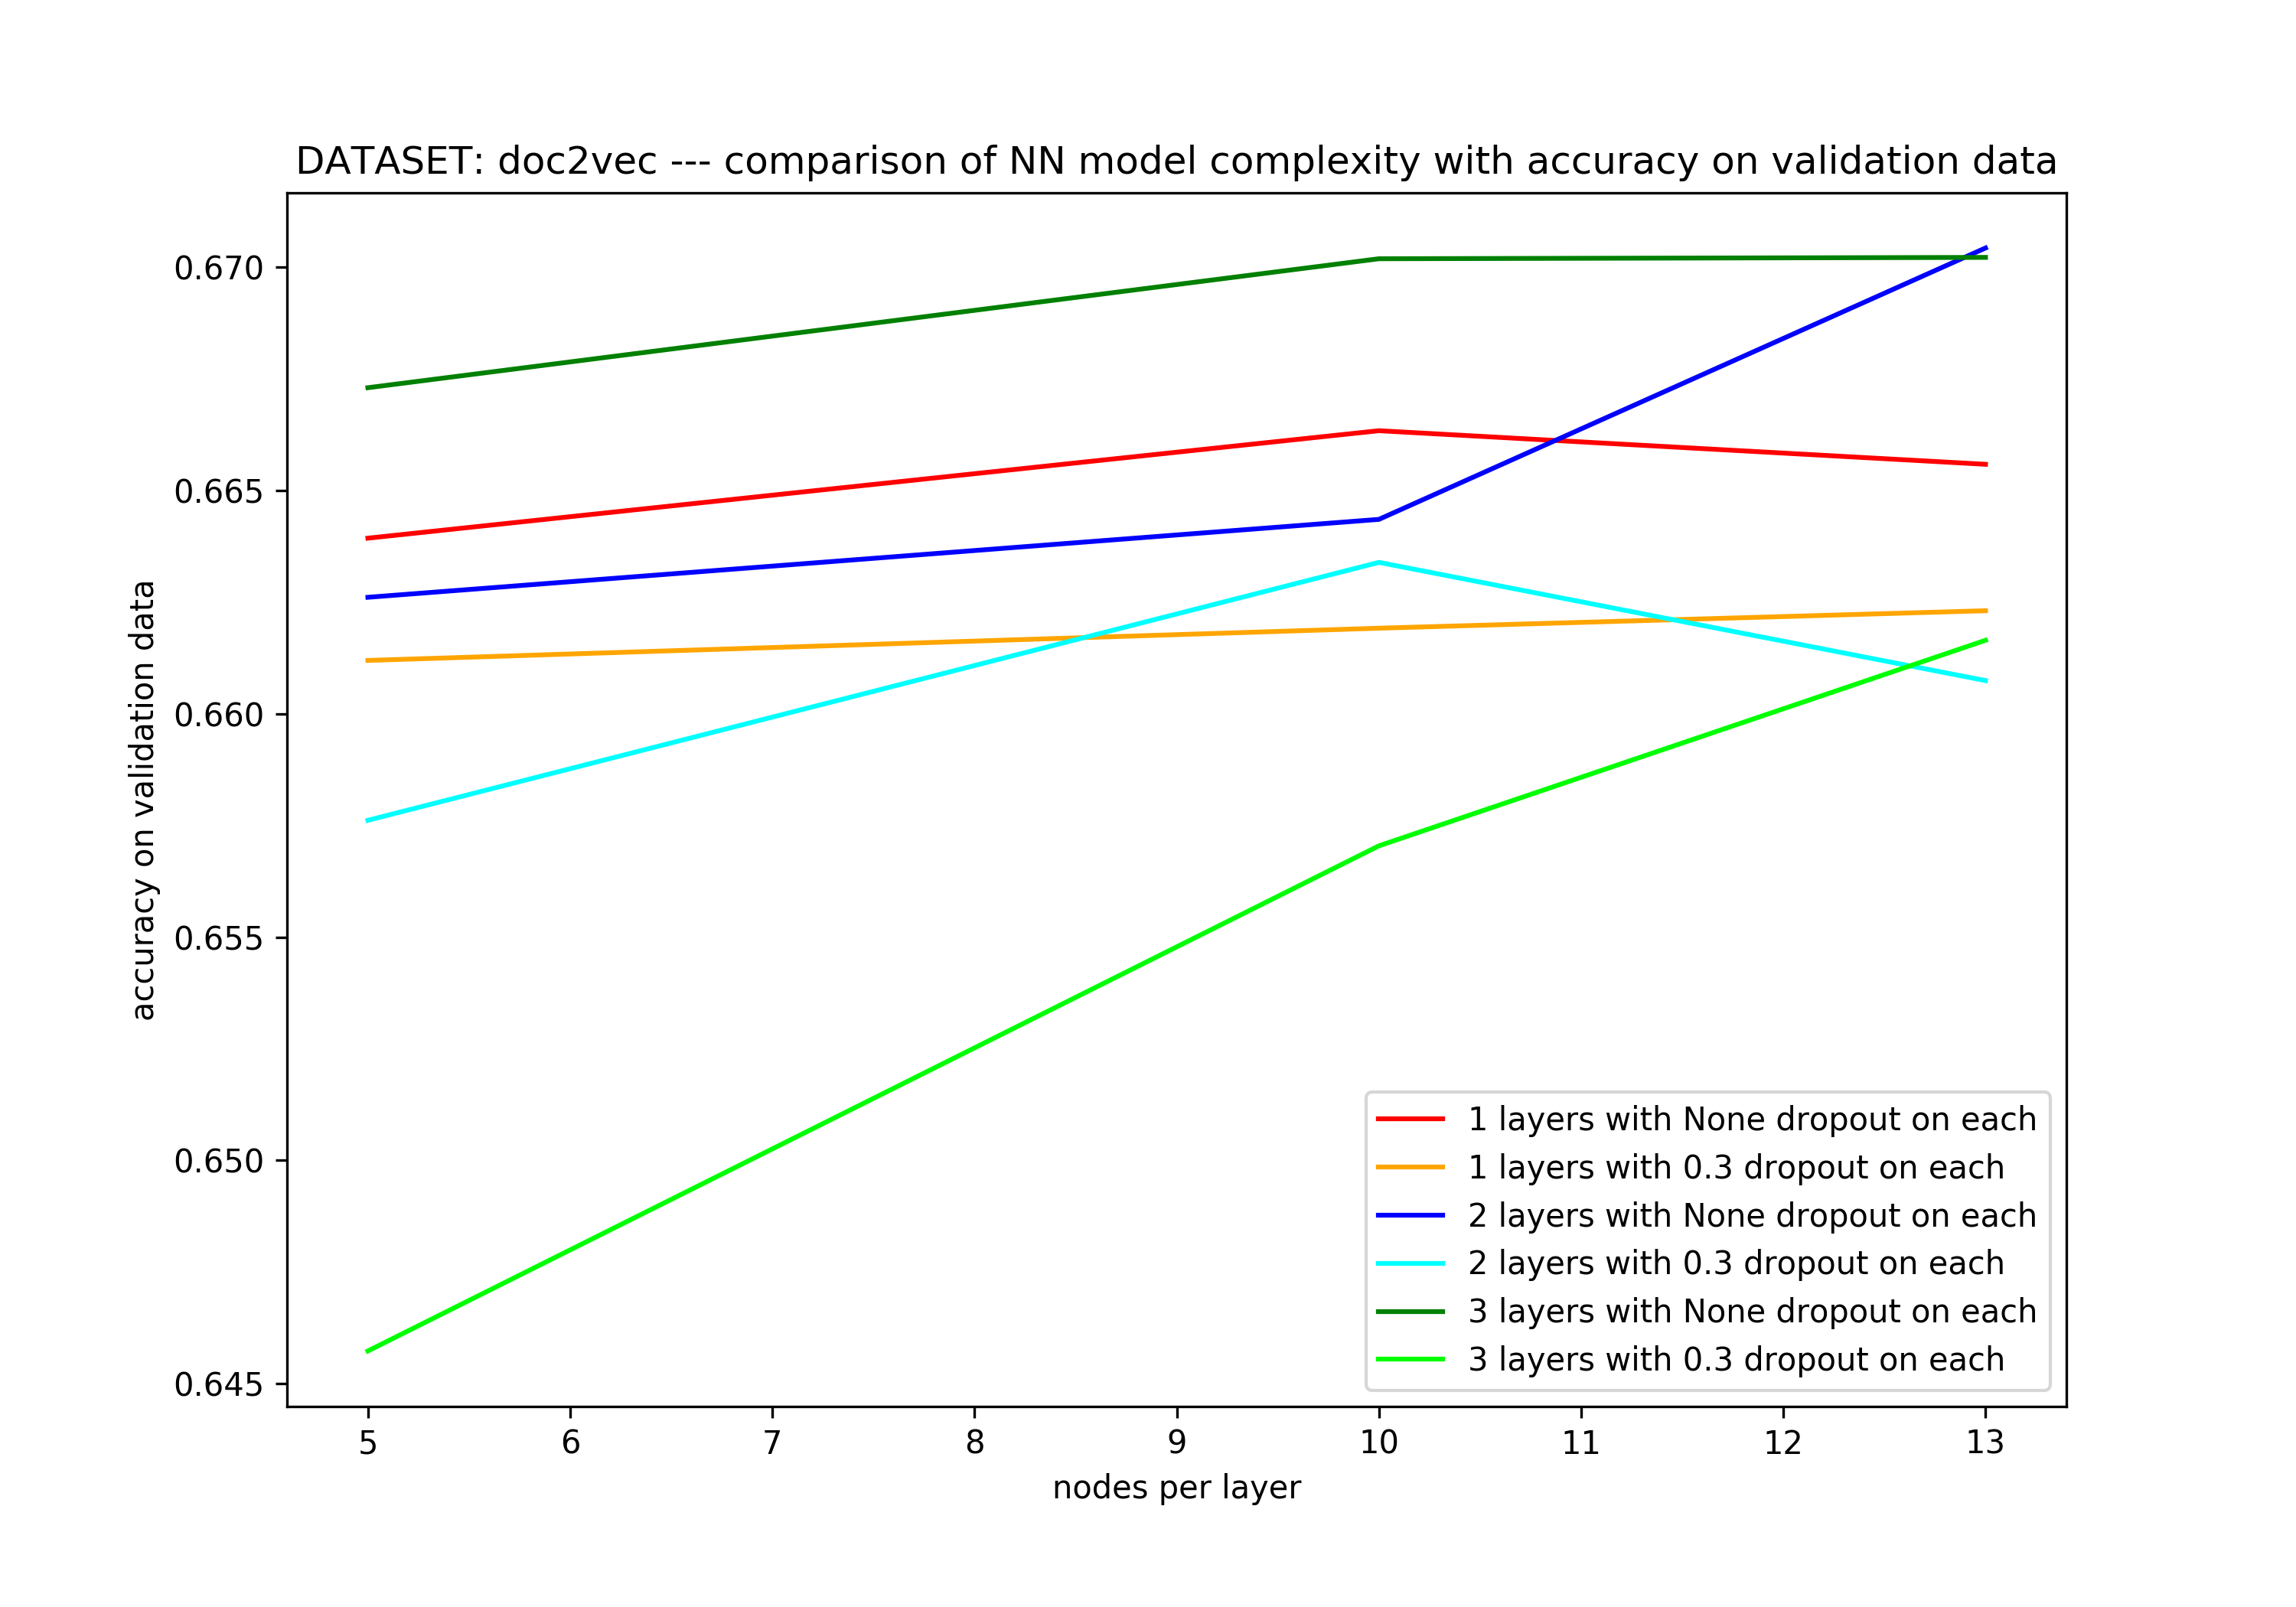 DATASET: doc2vec --- comparison of NN model complexity with accuracy on validation data
accuracy on validation data
0.670
0.665
0.660
0.655
0.650
0.645
1 layers with None dropout on each
1 layers with 0.3 dropout on each
2 layers with None dropout on each
2 layers with 0.3 dropout on each
3 layers with None dropout on each
3 layers with 0.3 dropout on each
5 6 7 8 9 10 11 12 13
nodes per layer